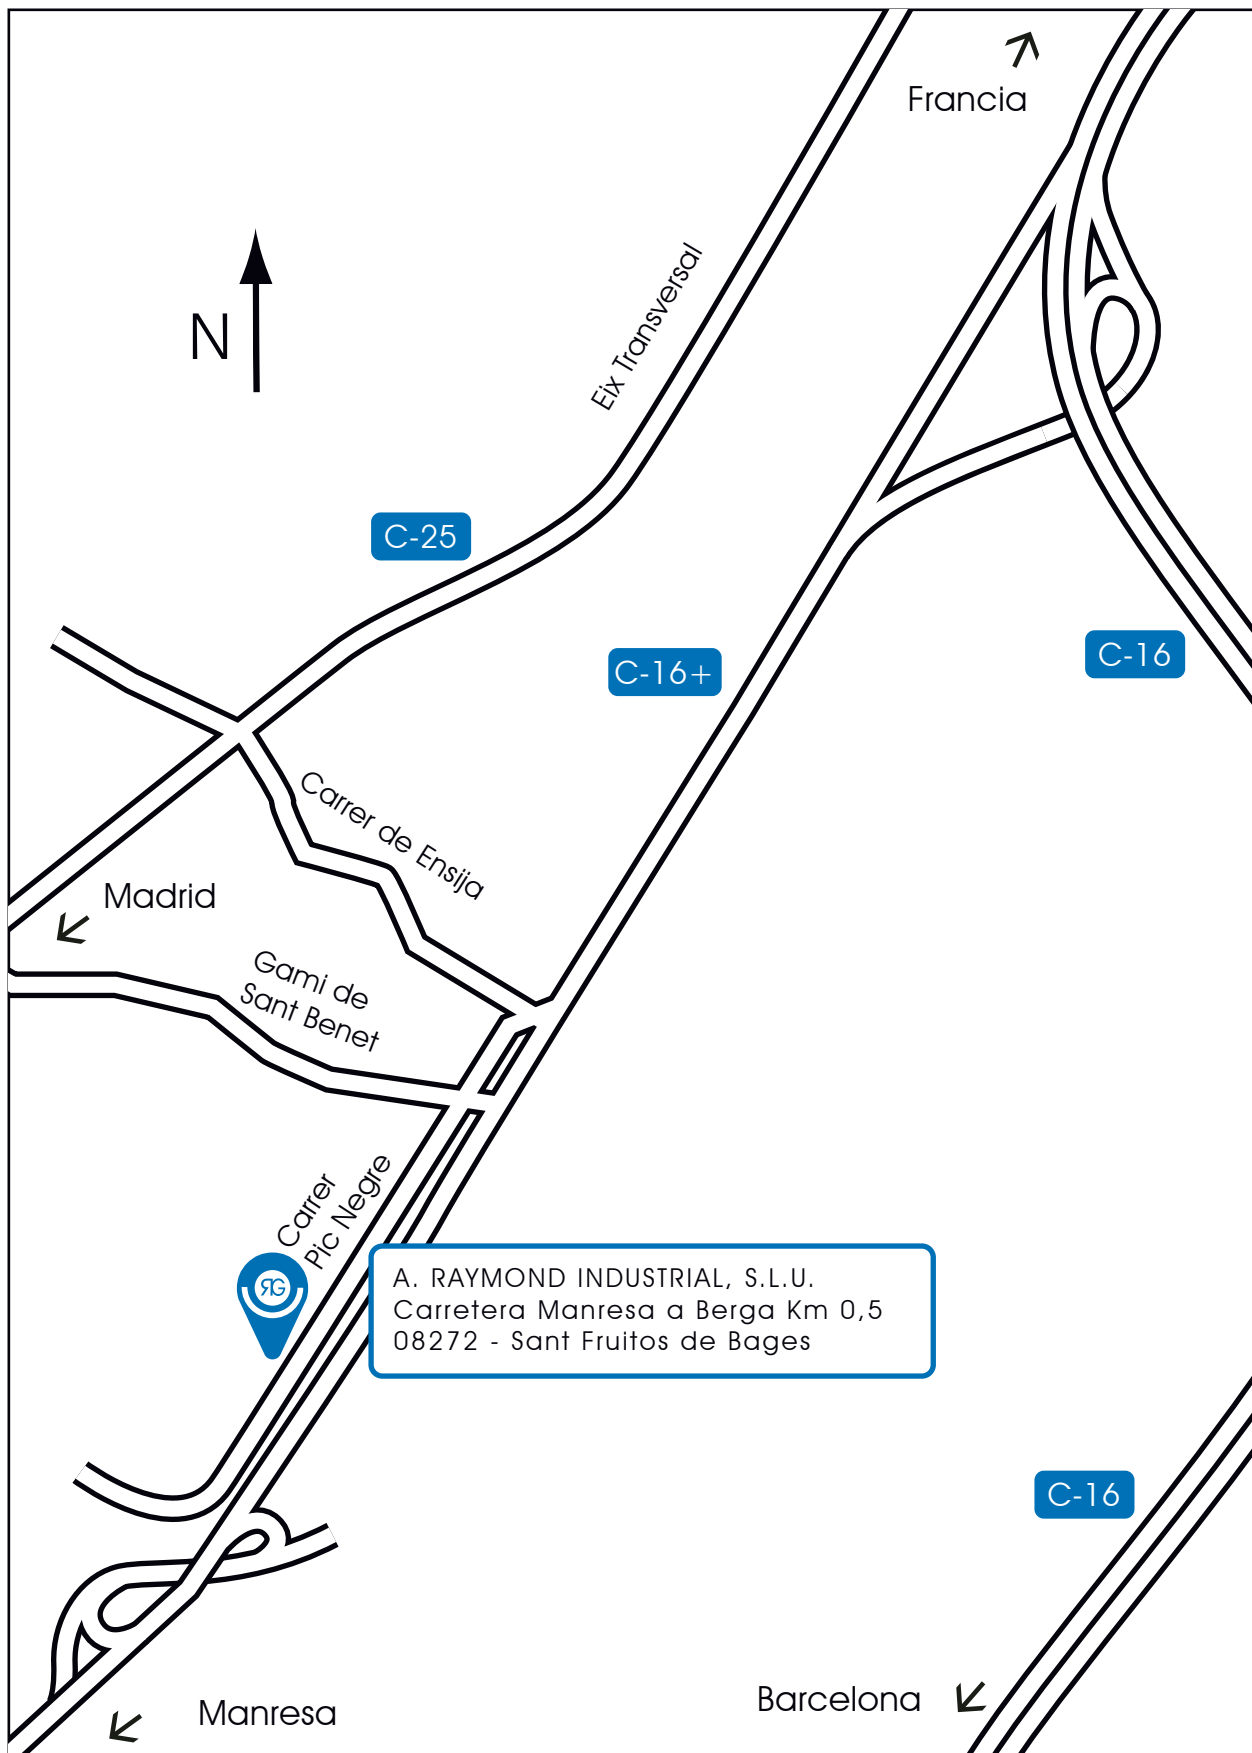 Francia
N
Eix Transversal
C-25
C-16+
C-16
Carrer de Ensija
Madrid
Gami de
Sant Benet
Carrer
Pic Negre
RG
A. RAYMOND INDUSTRIAL, S.L.U.
Carretera Manresa a Berga Km 0,5
08272 - Sant Fruitos de Bages
C-16
Barcelona
Manresa